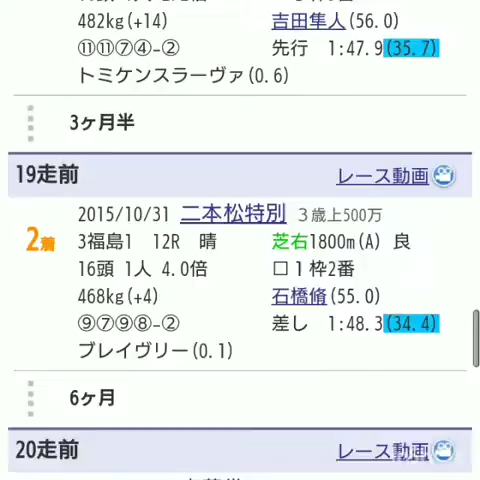 482kg(+14) 吉田隼人(56.0)
⑪⑪⑦④-② 先行 1:47.9(35.7)
トミケンスラーヴァ(0.6)
3ヶ月半
19走前 レース動画
2015/10/31 二本松特別 3歳上500万
2着 3福島1 12R 晴 芝右1800m(A) 良
16頭 1人 4.0倍 □1枠2番
468kg(+4) 石橋脩(55.0)
⑨⑦⑨⑧-② 差し 1:48.3(34.4)
ブレイヴリー(0.1)
6ヶ月
20走前 レース動画